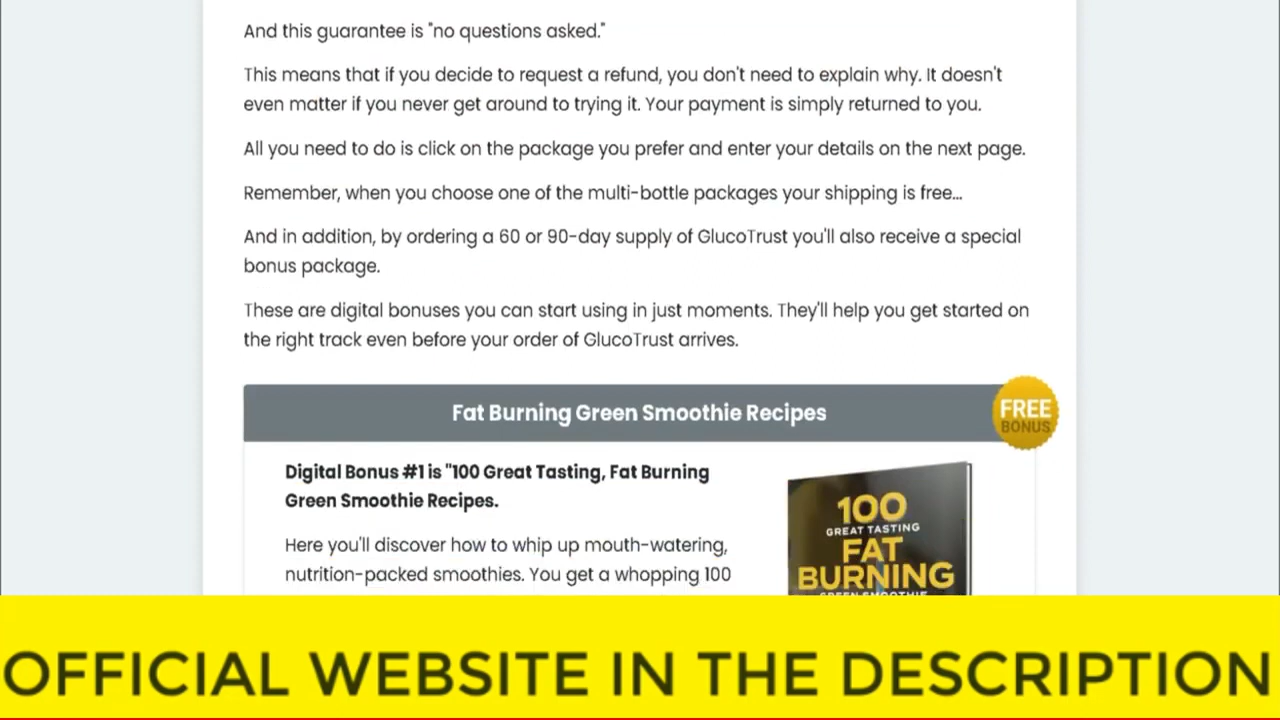 And this guarantee is "no questions asked."
This means that if you decide to request a refund, you don't need to explain why. It doesn't
even matter if you never get around to trying it. Your payment is simply returned to you.
All you need to do is click on the package you prefer and enter your details on the next page.
Remember, when you choose one of the multi-bottle packages your shipping is free...
And in addition, by ordering a 60 or 90-day supply of GlucoTrust you'll also receive a special
bonus package.
These are digital bonuses you can start using in just moments. They'll help you get started on
the right track even before your order of GlucoTrust arrives.
Fat Burning Green Smoothie Recipes
FREE
BONUS
Digital Bonus #1 is "100 Great Tasting, Fat Burning
Green Smoothie Recipes.
Here you'll discover how to whip up mouth-watering,
nutrition-packed smoothies. You get a whopping 100
100
GREAT TASTING
FAT
BURNING
GREEN SMOOTHIE
OFFICIAL WEBSITE IN THE DESCRIPTION